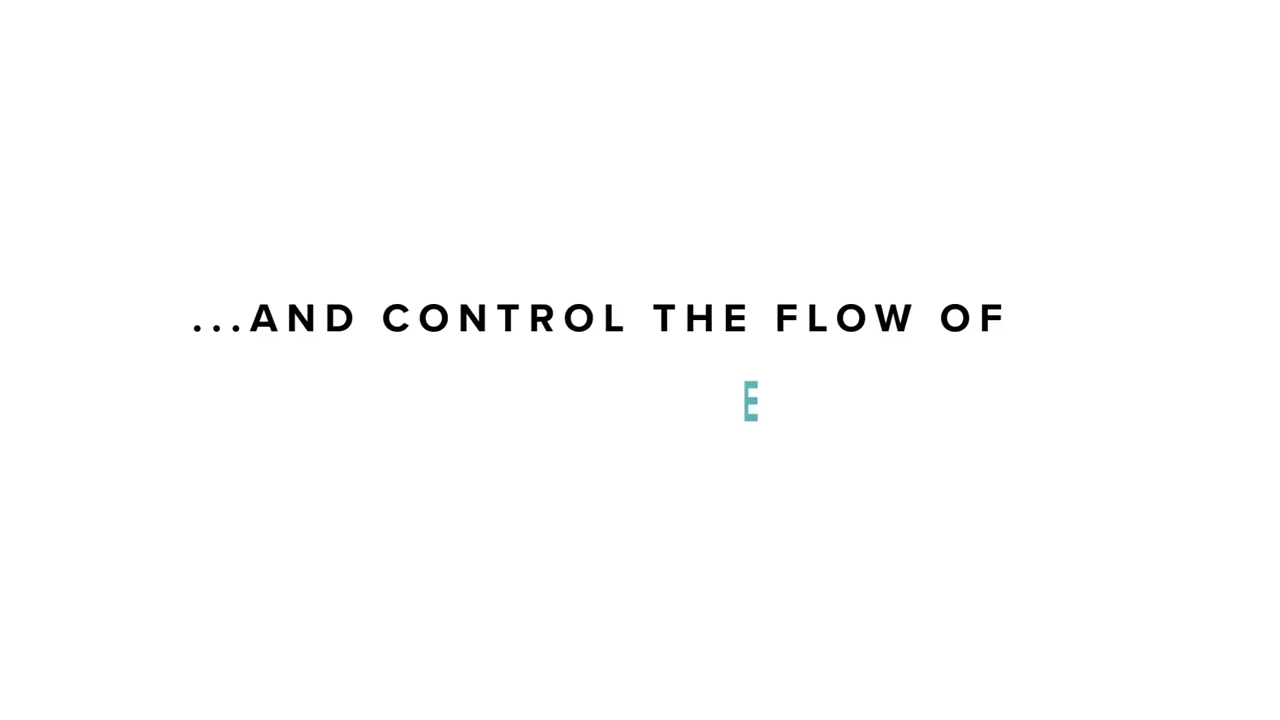 ...AND CONTROL THE FLOW OF
E